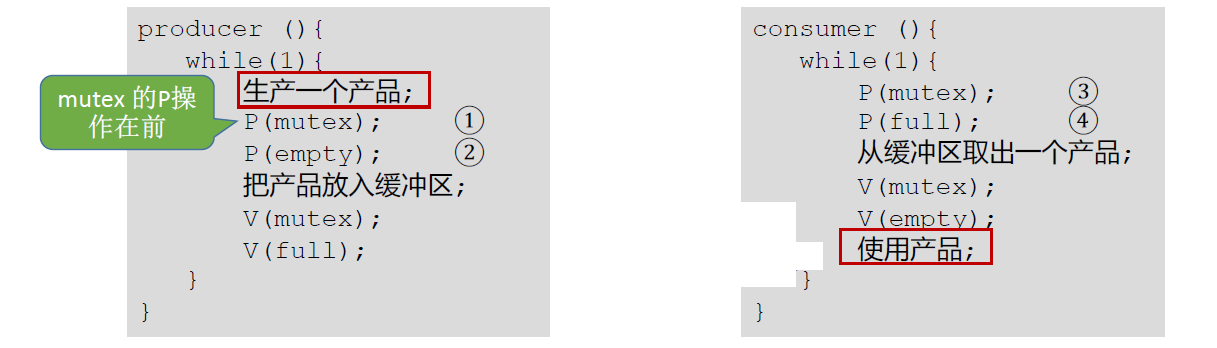 producer (){
while(1){
生产一个产品;
mutex 的P操
作在前
P(mutex); ①
P(empty); ②
把产品放入缓冲区;
V(mutex);
V(full);
}
}
consumer (){
while(1){
P(mutex); ③
P(full); ④
从缓冲区取出一个产品;
V(mutex);
V(empty);
使用产品;
}
}